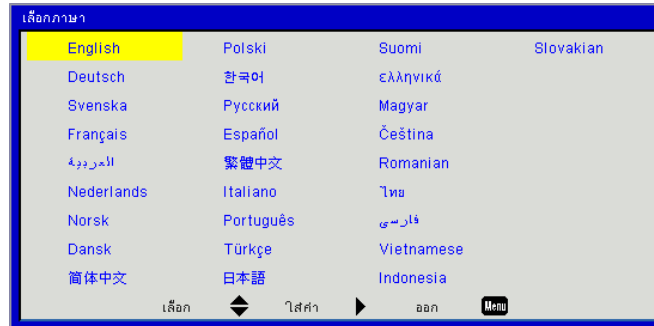 เลือกภาษา
English Polski Suomi Slovakian
Deutsch 한국어 ελληνικά
Svenska Русский Magyar
Français Español Čeština
العربية 繁體中文 Romanian
Nederlands Italiano ไทย
Norsk Português فارسی
Dansk Türkçe Vietnamese
简体中文 日本語 Indonesia
เลือก ใส่ค่า ออก Menu